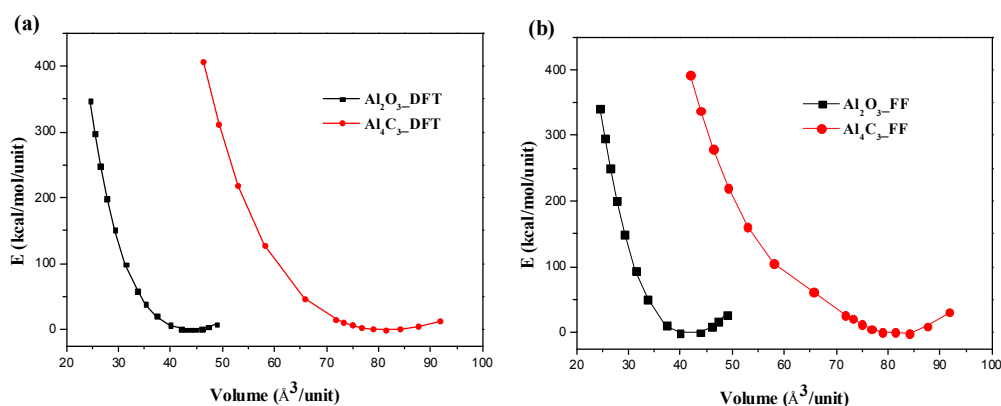 (a)
E (kcal/mol/unit)
400
300
200
100
0
20 30 40 50 60 70 80 90 100
Volume (Å³/unit)
Al₂O₃_DFT
Al₄C₃_DFT
(b)
E (kcal/mol/unit)
400
300
200
100
0
20 30 40 50 60 70 80 90 100
Volume (Å³/unit)
Al₂O₃_FF
Al₄C₃_FF